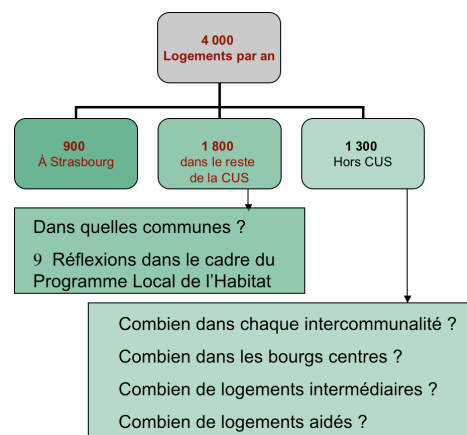 4 000
Logements par an
900
À Strasbourg
1 800
dans le reste
de la CUS
1 300
Hors CUS
Dans quelles communes ?
9 Réflexions dans le cadre du
Programme Local de l'Habitat
Combien dans chaque intercommunalité ?
Combien dans les bourgs centres ?
Combien de logements intermédiaires ?
Combien de logements aidés ?